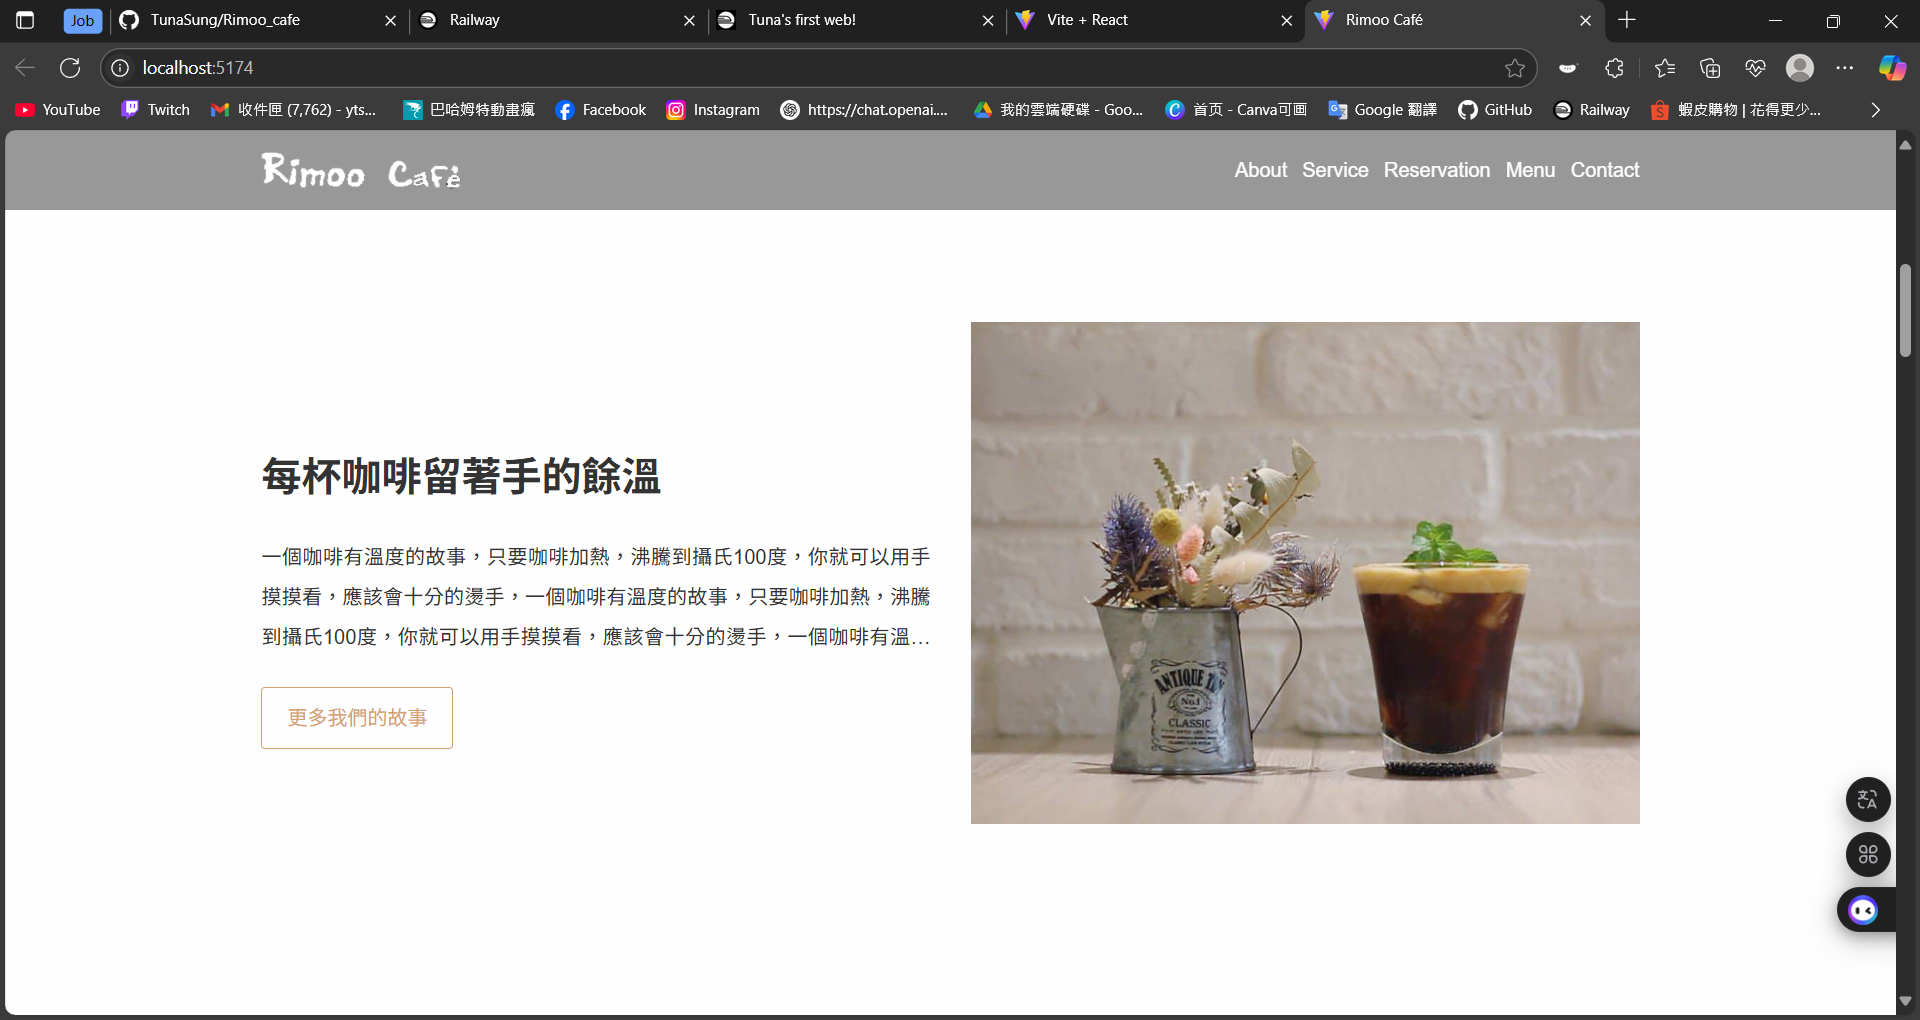 Job
TunaSung/Rimoo_cafe
Railway
Tuna's first web!
Vite + React
Rimoo Café
localhost:5174
YouTube
Twitch
收件匣 (7,762) - yts...
巴哈姆特動畫瘋
Facebook
Instagram
https://chat.openai....
我的雲端硬碟 - Goo...
首页 - Canva可画
Google 翻譯
GitHub
Railway
蝦皮購物 | 花得更少...
Rimoo Café
About
Service
Reservation
Menu
Contact
每杯咖啡留著手的餘溫
一個咖啡有溫度的故事，只要咖啡加熱，沸騰到攝氏100度，你就可以用手
摸摸看，應該會十分的燙手，一個咖啡有溫度的故事，只要咖啡加熱，沸騰
到攝氏100度，你就可以用手摸摸看，應該會十分的燙手，一個咖啡有溫...
更多我們的故事
ANTIQUE
No.1
CLASSIC